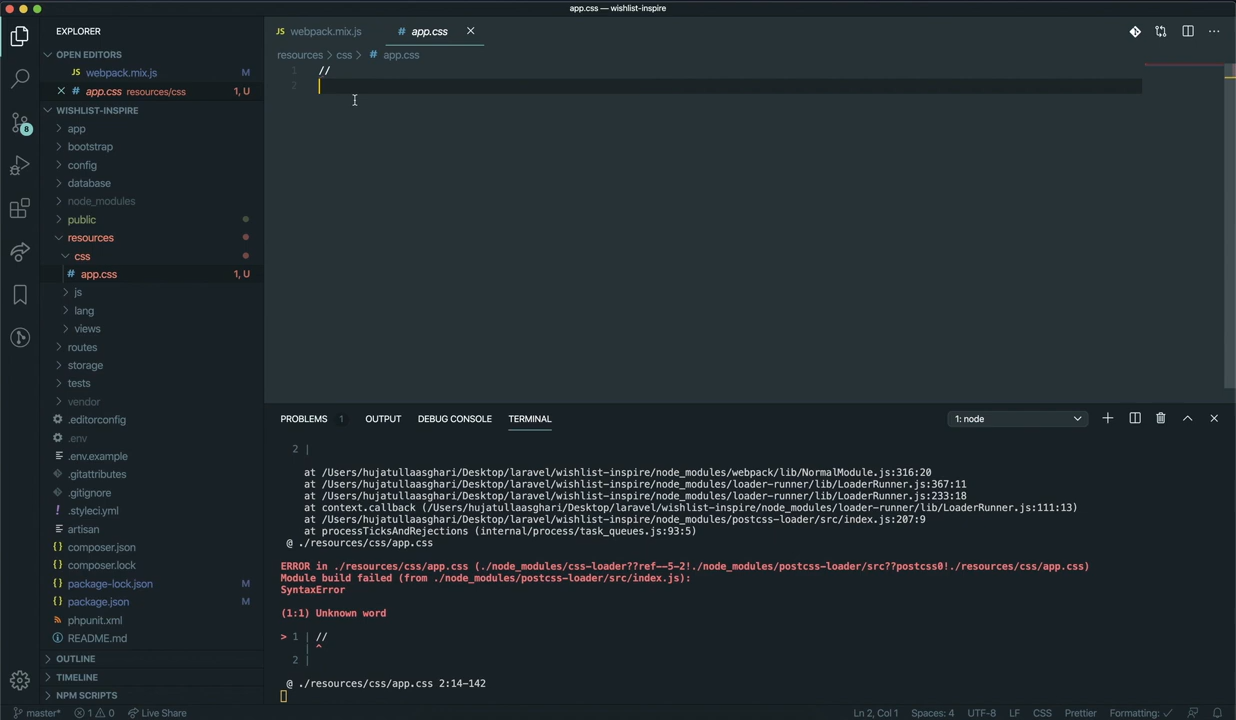 app.css — wishlist-inspire
EXPLORER
JS webpack.mix.js
# app.css
OPEN EDITORS
JS webpack.mix.js M
# app.css resources/css 1, U
resources > css > # app.css
1 //
2
WISHLIST-INSPIRE
8
app
bootstrap
config
database
node_modules
public
resources
css
# app.css 1, U
js
lang
views
routes
storage
tests
vendor
.editorconfig
.env
.env.example
.gitattributes
.gitignore
! .styleci.yml
artisan
{} composer.json
{} composer.lock
{} package-lock.json M
{} package.json M
phpunit.xml
README.md
OUTLINE
TIMELINE
NPM SCRIPTS
PROBLEMS 1 OUTPUT DEBUG CONSOLE TERMINAL 1: node
2 |
at /Users/hujatullaasghari/Desktop/laravel/wishlist-inspire/node_modules/webpack/lib/NormalModule.js:316:20
at /Users/hujatullaasghari/Desktop/laravel/wishlist-inspire/node_modules/loader-runner/lib/LoaderRunner.js:367:11
at /Users/hujatullaasghari/Desktop/laravel/wishlist-inspire/node_modules/loader-runner/lib/LoaderRunner.js:233:18
at context.callback (/Users/hujatullaasghari/Desktop/laravel/wishlist-inspire/node_modules/loader-runner/lib/LoaderRunner.js:111:13)
at /Users/hujatullaasghari/Desktop/laravel/wishlist-inspire/node_modules/postcss-loader/src/index.js:207:9
at processTicksAndRejections (internal/process/task_queues.js:93:5)
@ ./resources/css/app.css
ERROR in ./resources/css/app.css (./node_modules/css-loader??ref--5-2!./node_modules/postcss-loader/src??postcss0!./resources/css/app.css)
Module build failed (from ./node_modules/postcss-loader/src/index.js):
SyntaxError
(1:1) Unknown word
> 1 | //
| ^
2 |
@ ./resources/css/app.css 2:14-142
master* 1 0 Live Share Ln 2, Col 1 Spaces: 4 UTF-8 LF CSS Prettier Formatting: ✓